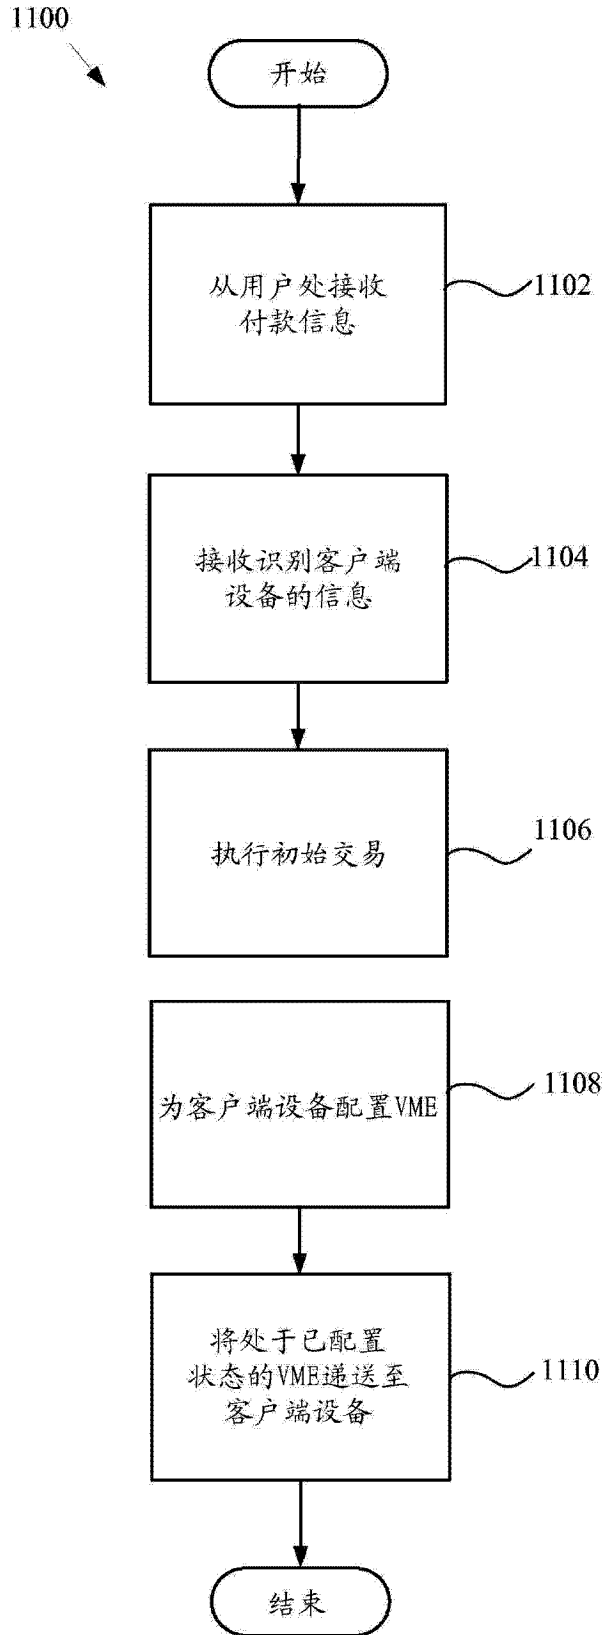 1100
开始
从用户处接收
付款信息
1102
接收识别客户端
设备的信息
1104
执行初始交易
1106
为客户端设备配置VME
1108
将处于已配置
状态的VME递送至
客户端设备
1110
结束